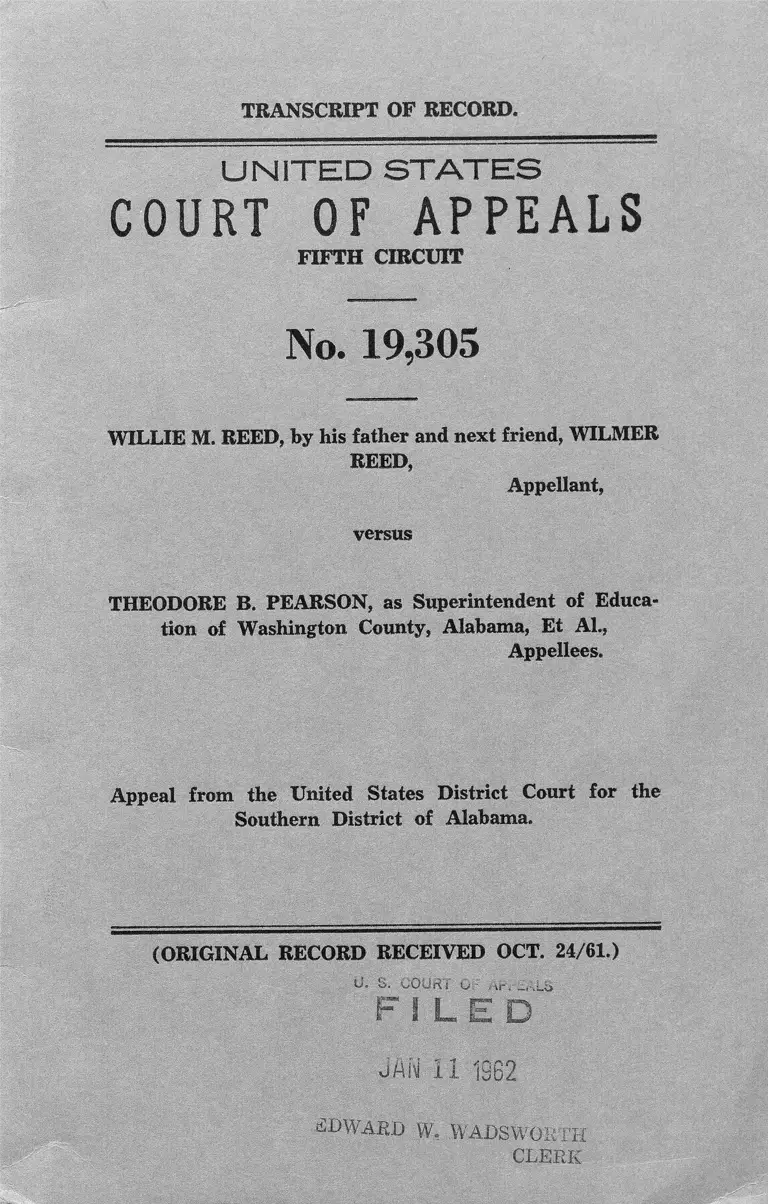 TRANSCRIPT OF RECORD.
UNITED STATES
COURT OF APPEALS
FIFTH CIRCUIT
No. 19,305
WILLIE M. REED, by his father and next friend, WILMER
REED,
Appellant,
versus
THEODORE B. PEARSON, as Superintendent of Educa-
tion of Washington County, Alabama, Et Al.,
Appellees.
Appeal from the United States District Court for the
Southern District of Alabama.
(ORIGINAL RECORD RECEIVED OCT. 24/61.)
U. S. COURT OF APPEALS
FILED
JAN 11 1962
EDWARD W. WADSWORTH
CLERK